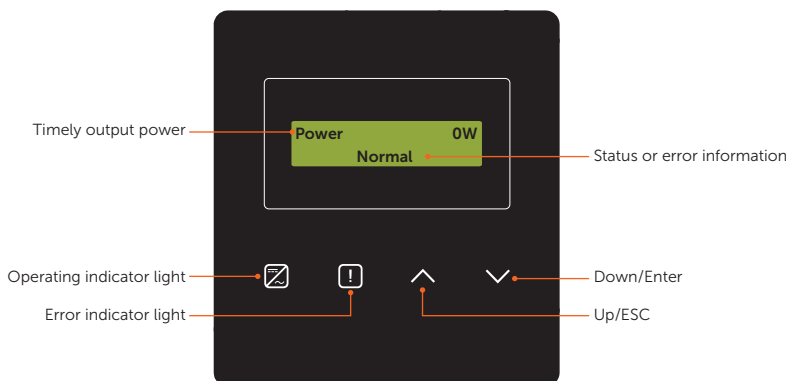 Timely output power
Power 0W
Normal
Status or error information
Operating indicator light
!
Down/Enter
Error indicator light
Up/ESC